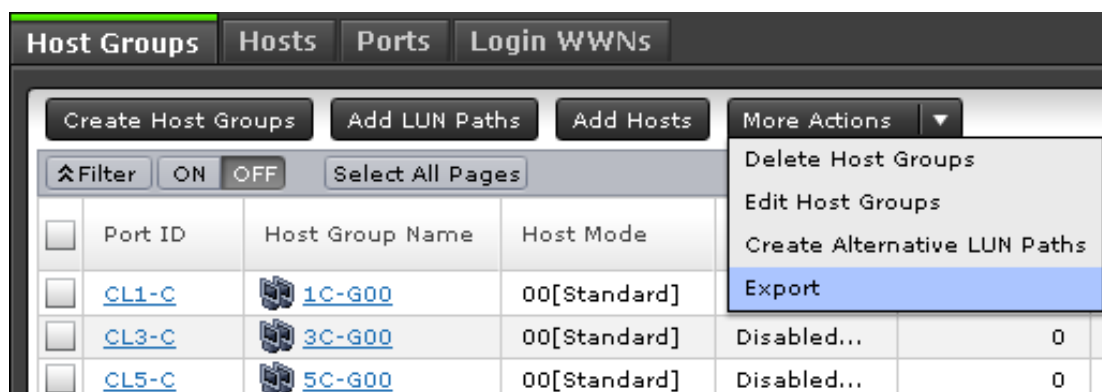 Host Groups Hosts Ports Login WWNs
Create Host Groups Add LUN Paths Add Hosts More Actions
Filter ON OFF Select All Pages
Delete Host Groups
Edit Host Groups
Create Alternative LUN Paths
Export
Port ID Host Group Name Host Mode
CL1-C 1C-G00 00[Standard]
CL3-C 3C-G00 00[Standard] Disabled... 0
CL5-C 5C-G00 00[Standard] Disabled... 0